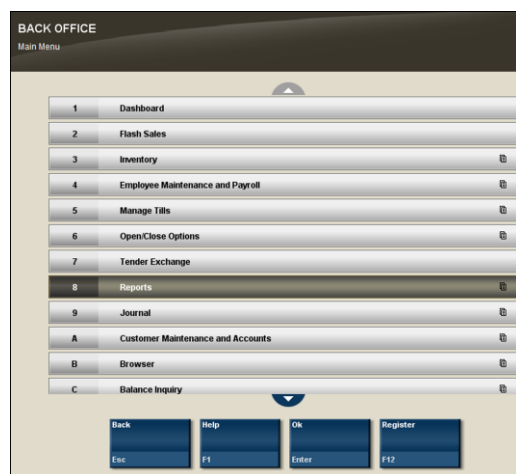 BACK OFFICE
Main Menu
1 Dashboard
2 Flash Sales
3 Inventory
4 Employee Maintenance and Payroll
5 Manage Tills
6 Open/Close Options
7 Tender Exchange
8 Reports
9 Journal
A Customer Maintenance and Accounts
B Browser
C Balance Inquiry
Back Help Ok Register
Esc F1 Enter F12